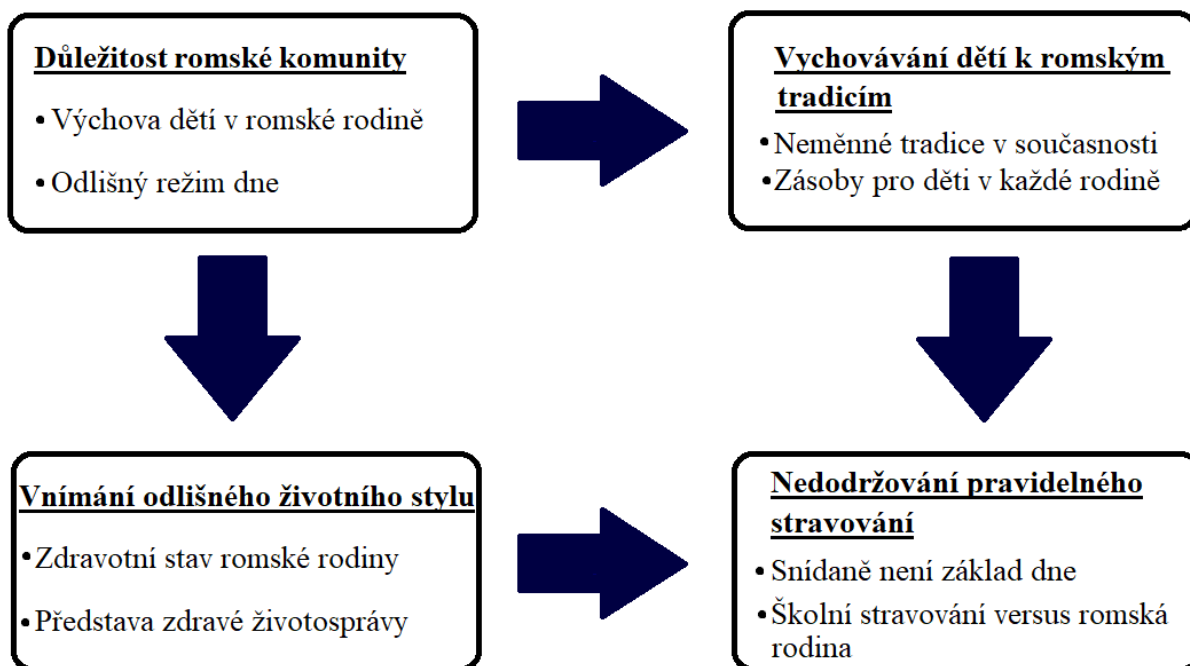 Důležitost romské komunity
• Výchova dětí v romské rodině
• Odlišný režim dne
Vychovávání dětí k romským
tradicím
• Neměnné tradice v současnosti
• Zásoby pro děti v každé rodině
Vnímání odlišného životního stylu
• Zdravotní stav romské rodiny
• Představa zdravé životosprávy
Nedodržování pravidelného
stravování
• Snídaně není základ dne
• Školní stravování versus romská
rodina